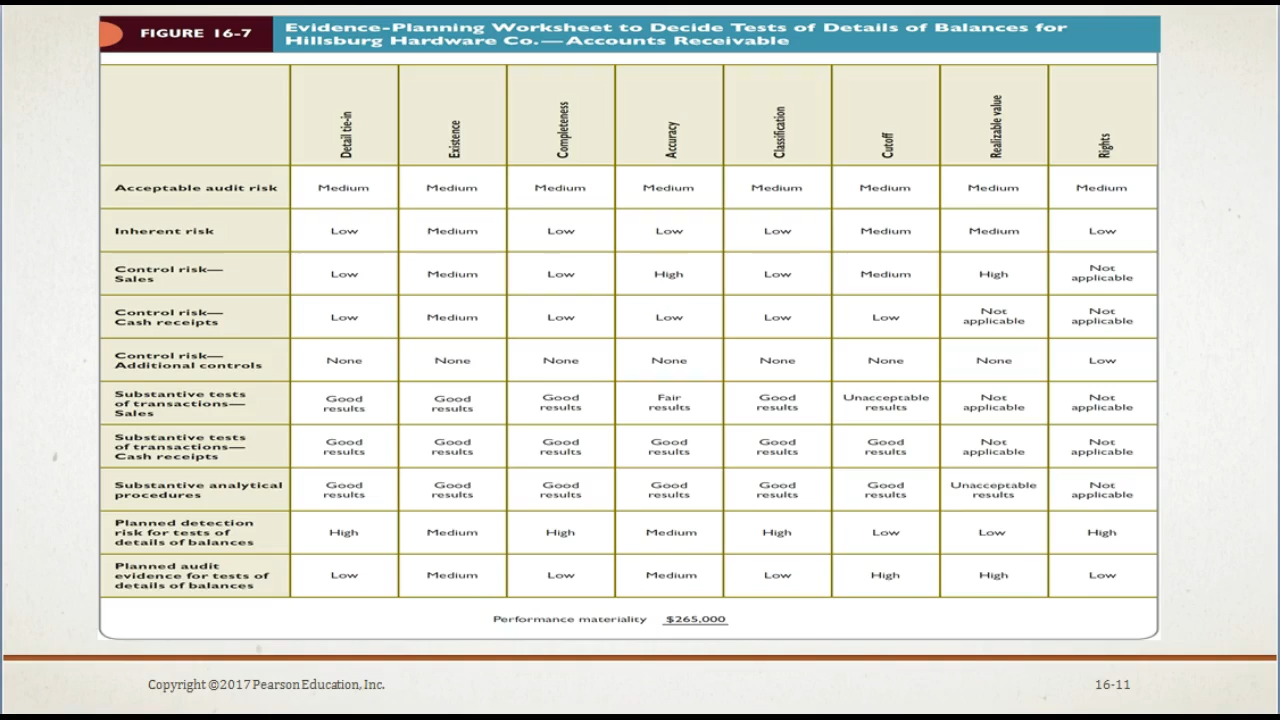 FIGURE 16-7
Evidence-Planning Worksheet to Decide Tests of Details of Balances for
Hillsburg Hardware Co.—Accounts Receivable
Detail tie-in Existence Completeness Accuracy Classification Cutoff Realizable value Rights
Acceptable audit risk Medium Medium Medium Medium Medium Medium Medium Medium
Inherent risk Low Medium Low Low Low Medium Medium Low
Control risk—
Sales
Low Medium Low High Low Medium High
Not
applicable
Control risk—
Cash receipts
Low Medium Low Low Low Low
Not
applicable
Not
applicable
Control risk—
Additional controls
None None None None None None None Low
Substantive tests
of transactions—
Sales
Good
results
Good
results
Good
results
Fair
results
Good
results
Unacceptable
results
Not
applicable
Not
applicable
Substantive tests
of transactions—
Cash receipts
Good
results
Good
results
Good
results
Good
results
Good
results
Good
results
Not
applicable
Not
applicable
Substantive analytical
procedures
Good
results
Good
results
Good
results
Good
results
Good
results
Good
results
Unacceptable
results
Not
applicable
Planned detection
risk for tests of
details of balances
High Medium High Medium High Low Low High
Planned audit
evidence for tests of
details of balances
Low Medium Low Medium Low High High Low
Performance materiality $265,000
Copyright ©2017 Pearson Education, Inc.
16-11